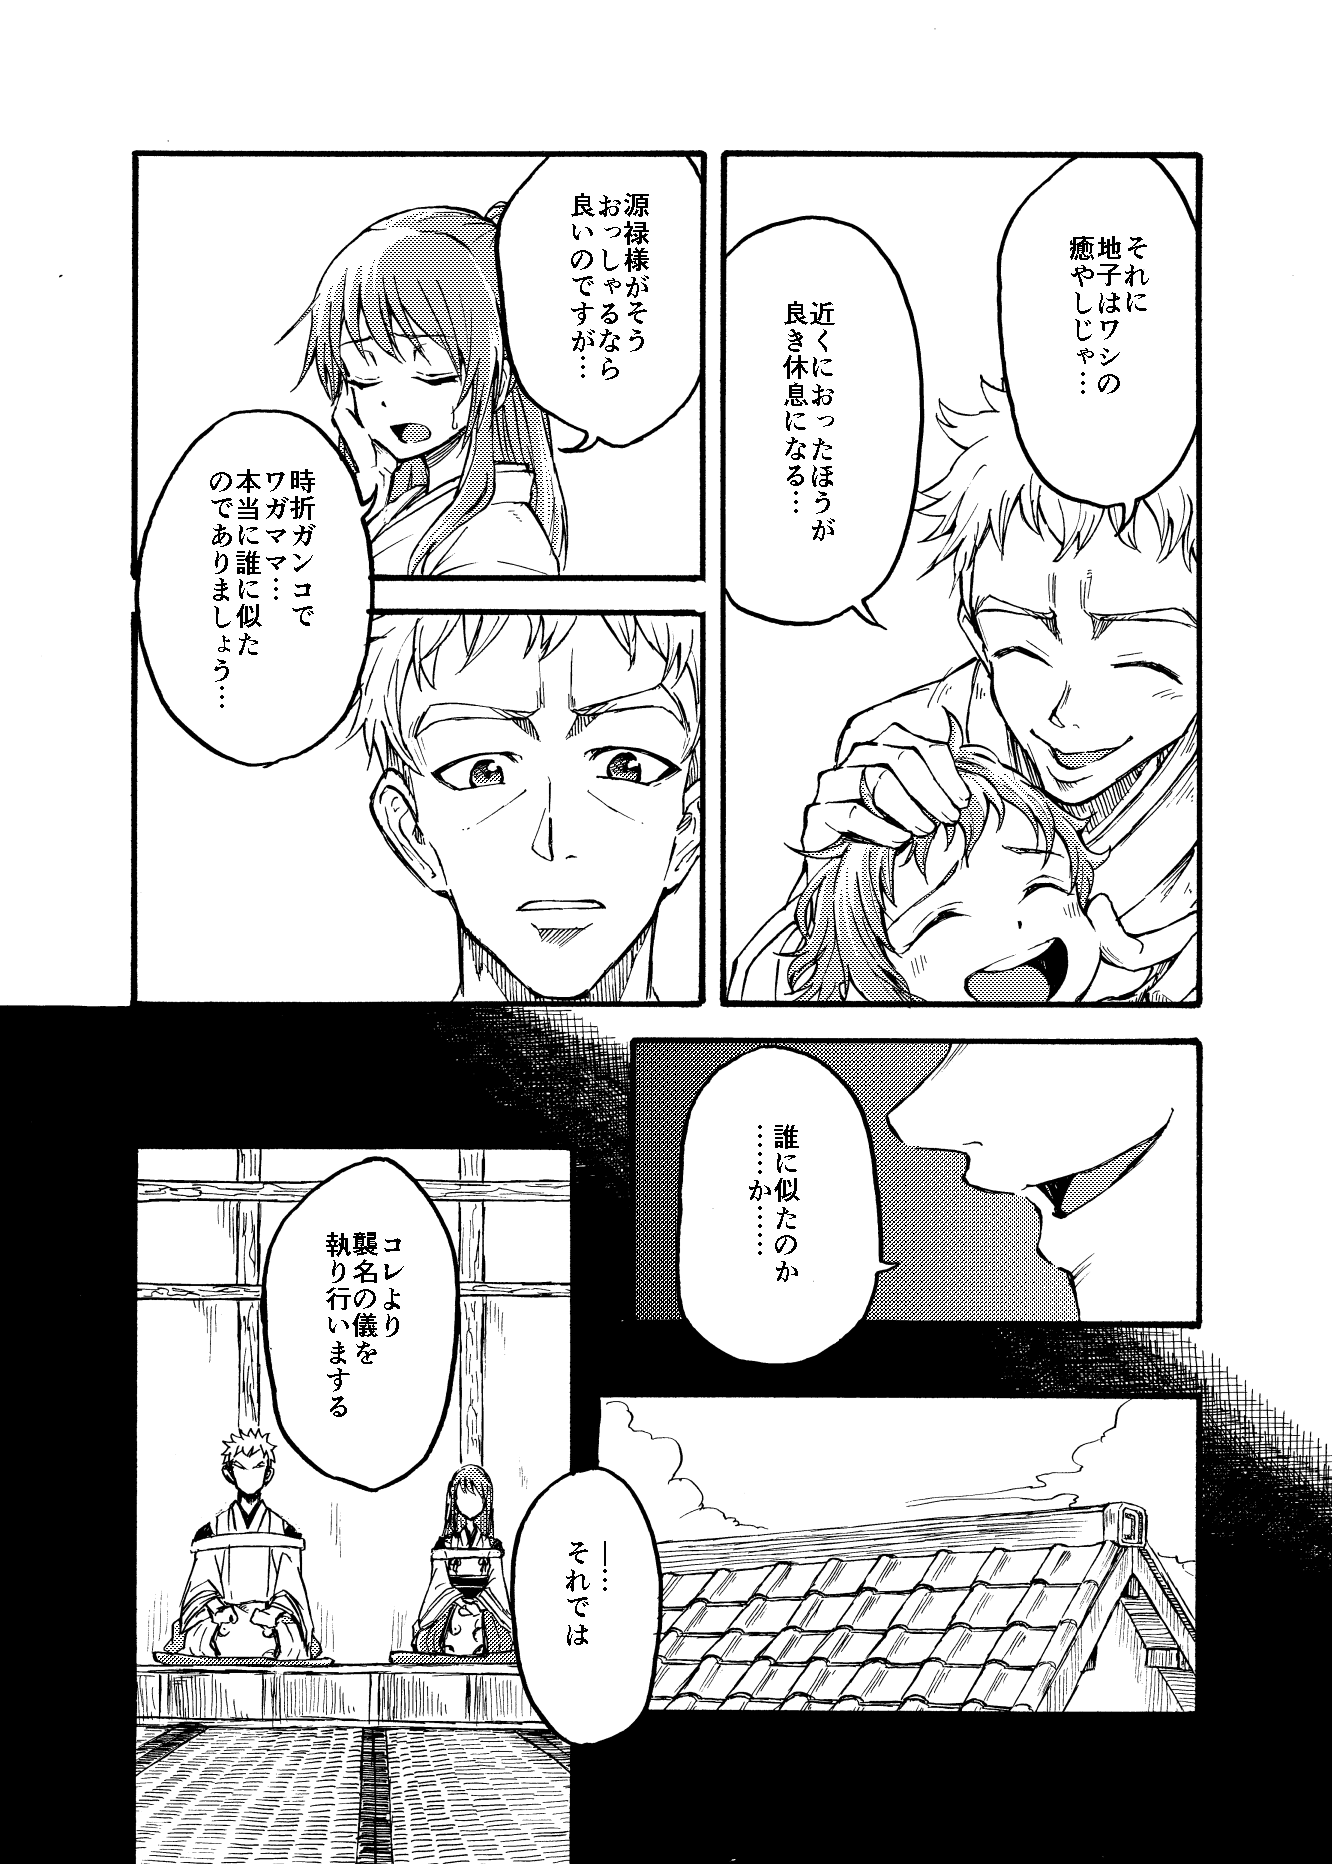 それに
地子はワシの
癒やしじゃ…
近くにおったほうが
良き休息になる…
源禄様がそう
おっしゃるなら
良いのですが…
時折ガンコで
ワガママ…
本当に誰に似た
のでありましょう…
誰に似たのか
……か……
―…
それでは
コレより
襲名の儀を
執り行いまする